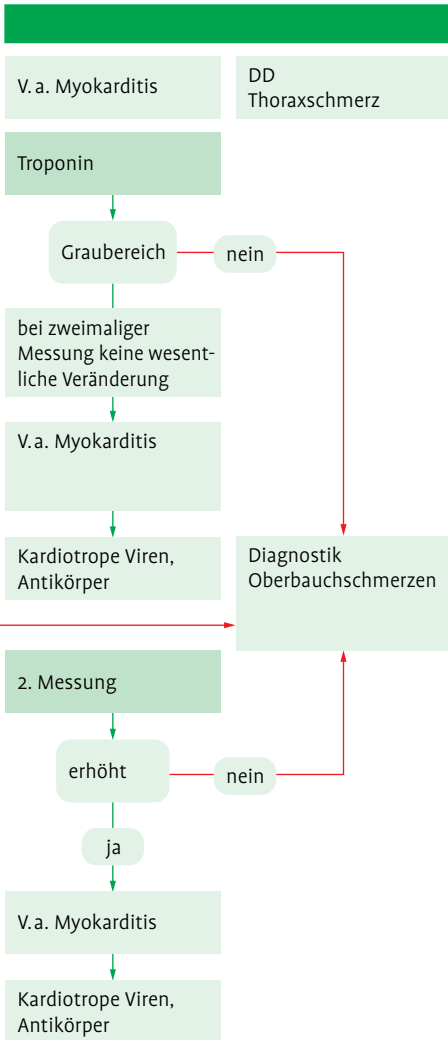 V. a. Myokarditis
DD
Thoraxschmerz
Troponin
Graubereich
nein
bei zweimaliger
Messung keine wesent-
liche Veränderung
V. a. Myokarditis
Kardiotrope Viren,
Antikörper
Diagnostik
Oberbauchschmerzen
2. Messung
erhöht
nein
ja
V. a. Myokarditis
Kardiotrope Viren,
Antikörper